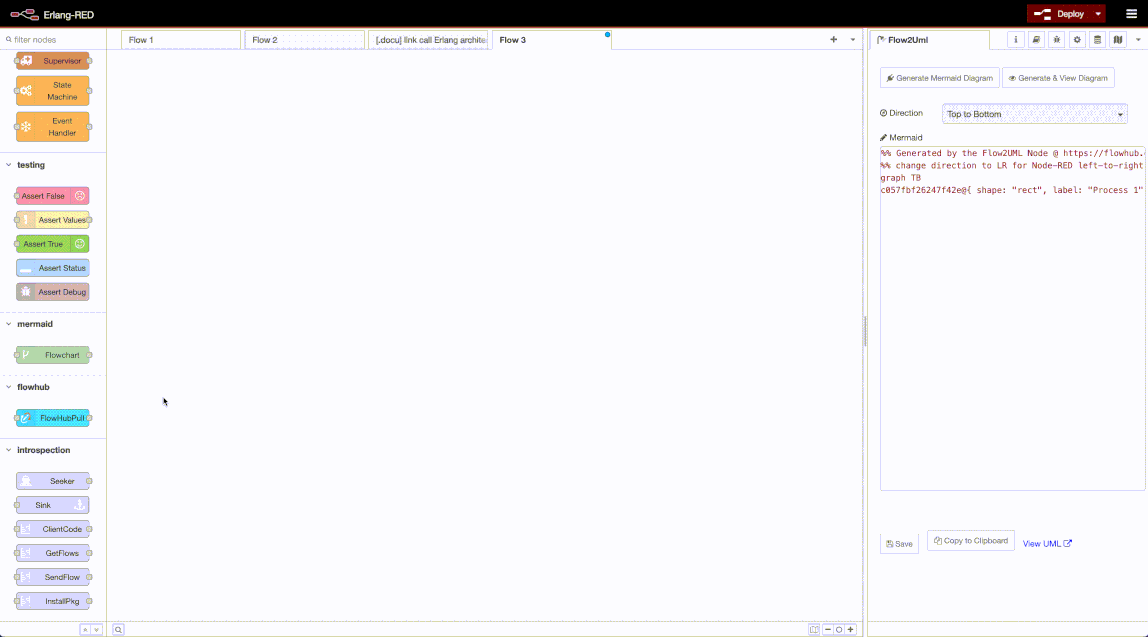 Erlang-RED
Deploy
filter nodes
Flow 1
Flow 2
[.docu] link call Erlang archite
Flow 3
Flow2Uml
Supervisor
State
Machine
Event
Handler
testing
Assert False
Assert Values
Assert True
Assert Status
Assert Debug
mermaid
Flowchart
flowhub
FlowHubPull
introspection
Seeker
Sink
ClientCode
GetFlows
SendFlow
InstallPkg
Generate Mermaid Diagram
Generate & View Diagram
Direction
Top to Bottom
Mermaid
%% Generated by the Flow2UML Node @ https://flowhub.
%% change direction to LR for Node-RED left-to-right
graph TB
c057fbf26247f42e@{ shape: "rect", label: "Process 1"
Save
Copy to Clipboard
View UML